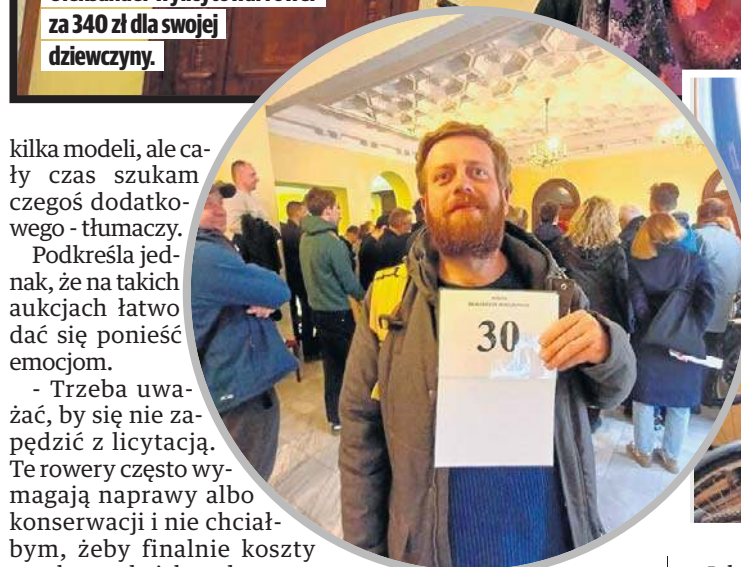 za 340 zł dla swojej
dziewczyny.
kilka modeli, ale ca-
ły czas szukam
czegoś dodatko-
wego - tłumaczy.
Podkreśla jed-
nak, że na takich
aukcjach łatwo
dać się ponieść
emocjom.
- Trzeba uwa-
żać, by się nie za-
pędzić z licytacją.
Te rowery często wy-
magają naprawy albo
konserwacji i nie chciał-
bym, żeby finalnie koszty
30